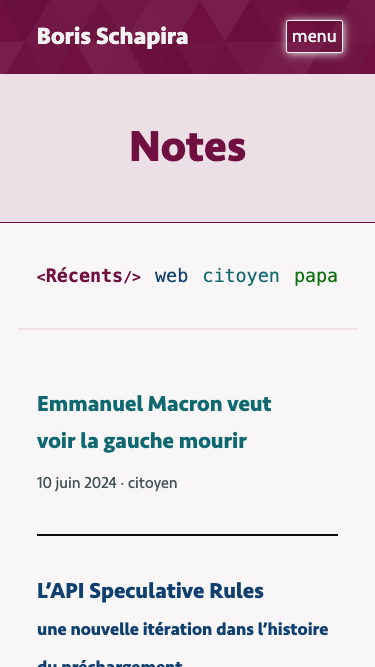 Boris Schapira
menu
Notes
<Récents/> web citoyen papa
Emmanuel Macron veut
voir la gauche mourir
10 juin 2024 · citoyen
L’API Speculative Rules
une nouvelle itération dans l’histoire
du préchargement